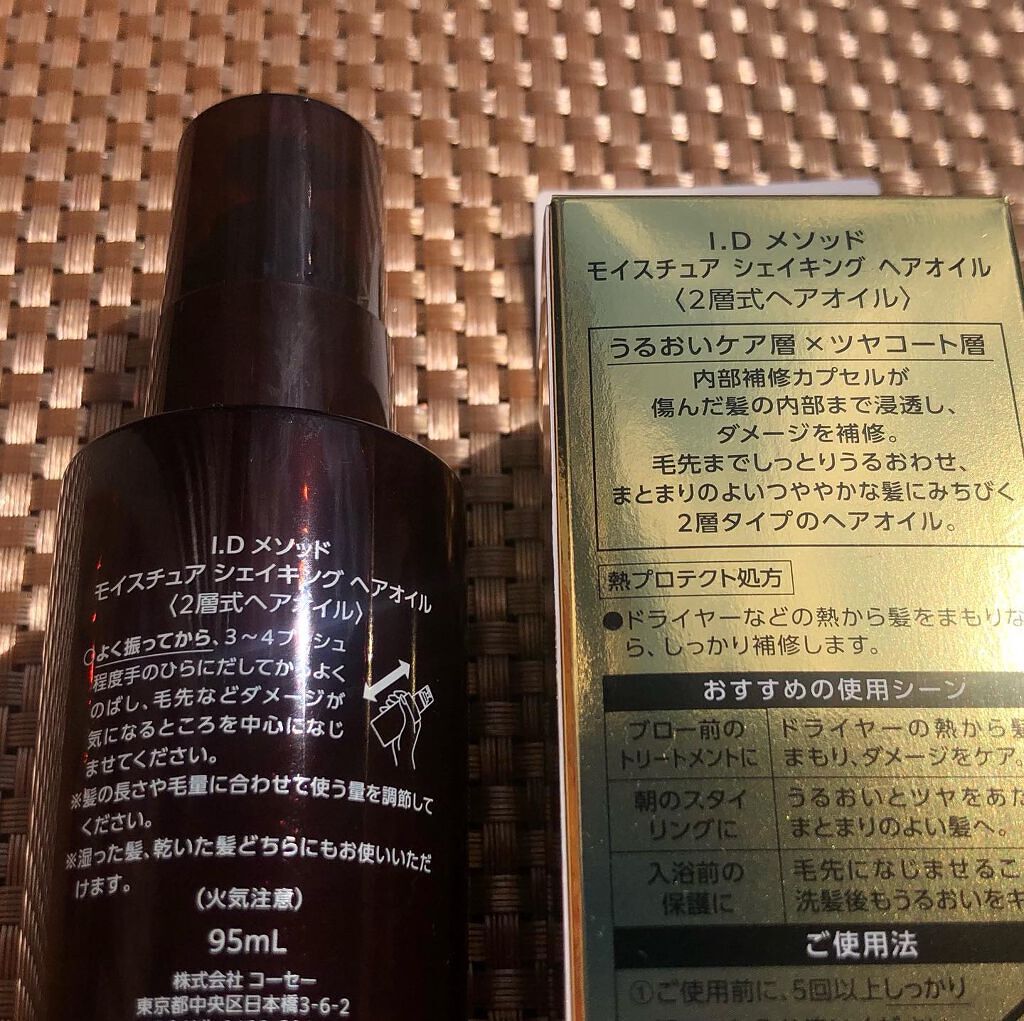 I.D メソッド
モイスチュア シェイキング ヘアオイル
〈2層式ヘアオイル〉
○よく振ってから、3～4プッシュ
程度手のひらにだしてからよく
のばし、毛先などダメージが
気になるところを中心になじ
ませてください。
※髪の長さや毛量に合わせて使う量を調節して
ください。
※湿った髪、乾いた髪どちらにもお使いいただ
けます。
(火気注意)
95mL
株式会社 コーセー
東京都中央区日本橋3-6-2
I.D メソッド
モイスチュア シェイキング ヘアオイル
〈2層式ヘアオイル〉
うるおいケア層×ツヤコート層
内部補修カプセルが
傷んだ髪の内部まで浸透し、
ダメージを補修。
毛先までしっとりうるおわせ、
まとまりのよいつややかな髪にみちびく
2層タイプのヘアオイル。
熱プロテクト処方
●ドライヤーなどの熱から髪をまもりな
ら、しっかり補修します。
おすすめの使用シーン
ブロー前の
トリートメントに
ドライヤーの熱から髪
まもり、ダメージをケア。
朝のスタイ
リングに
うるおいとツヤをあた
まとまりのよい髪へ。
入浴前の
保護に
毛先になじませるこ
洗髪後もうるおいをキ
ご使用法
①ご使用前に、5回以上しっかり